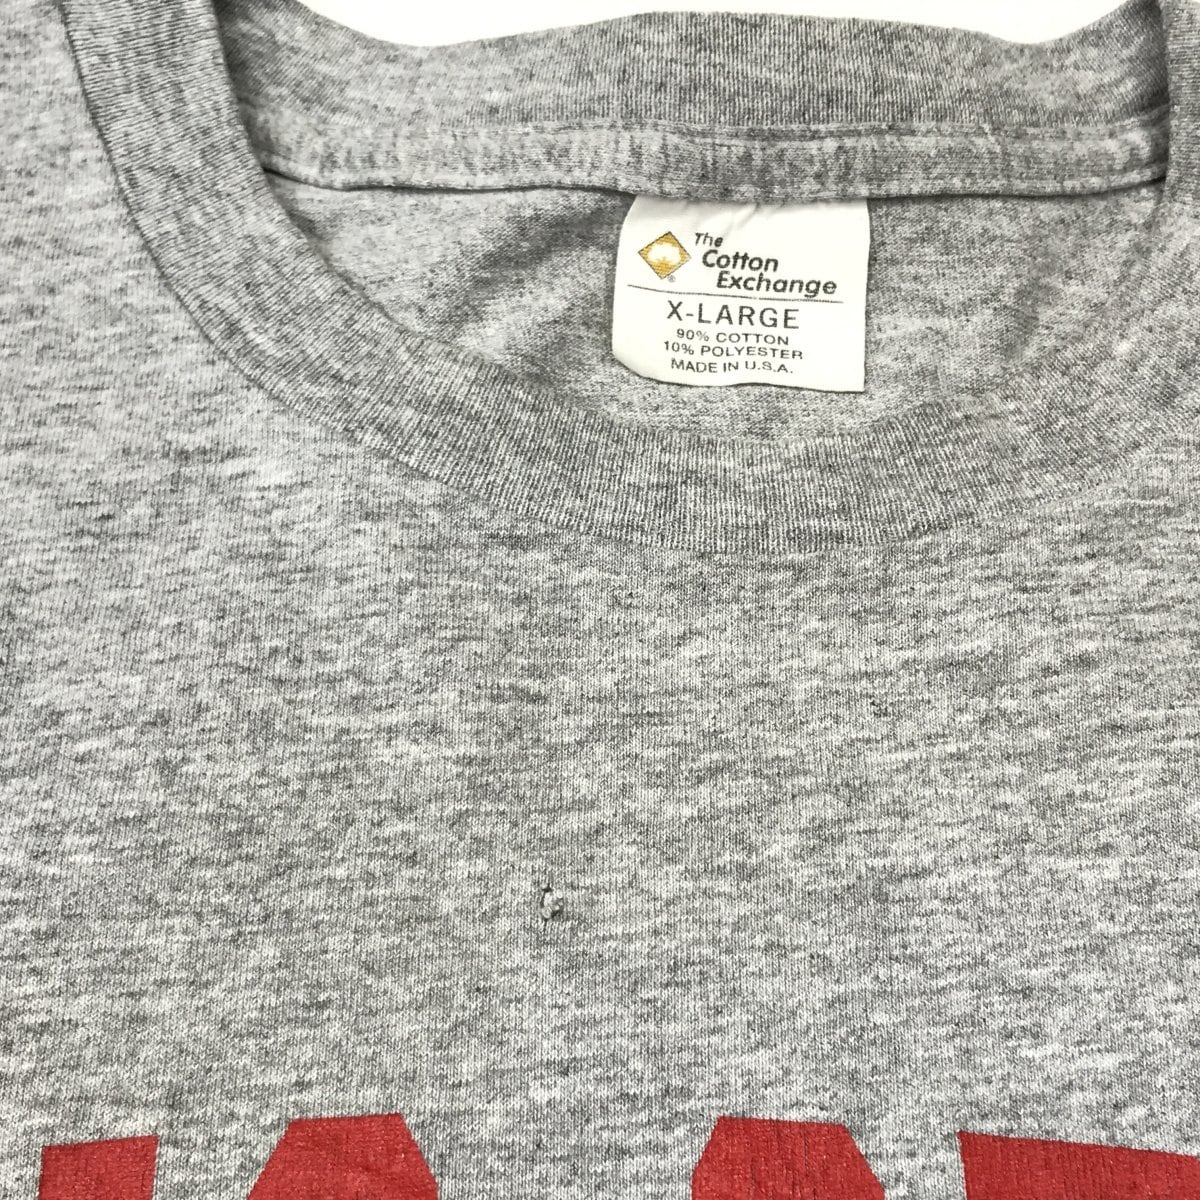 The
Cotton
Exchange
®
X-LARGE
90% COTTON
10% POLYESTER
MADE IN U.S.A.